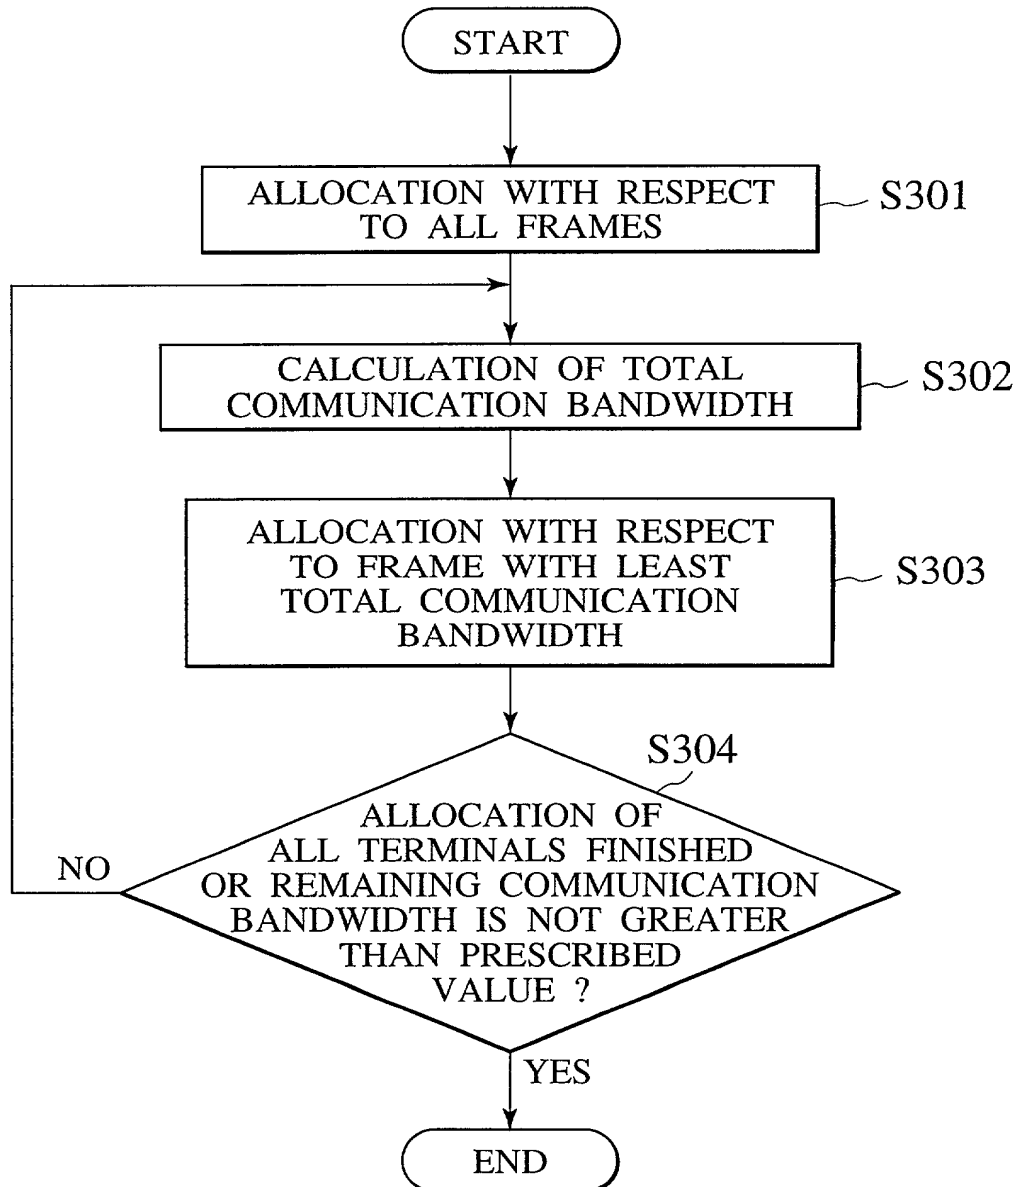 START
ALLOCATION WITH RESPECT
TO ALL FRAMES
S301
CALCULATION OF TOTAL
COMMUNICATION BANDWIDTH
S302
ALLOCATION WITH RESPECT
TO FRAME WITH LEAST
TOTAL COMMUNICATION
BANDWIDTH
S303
S304
ALLOCATION OF
ALL TERMINALS FINISHED
OR REMAINING COMMUNICATION
BANDWIDTH IS NOT GREATER
THAN PRESCRIBED
VALUE ?
NO
YES
END